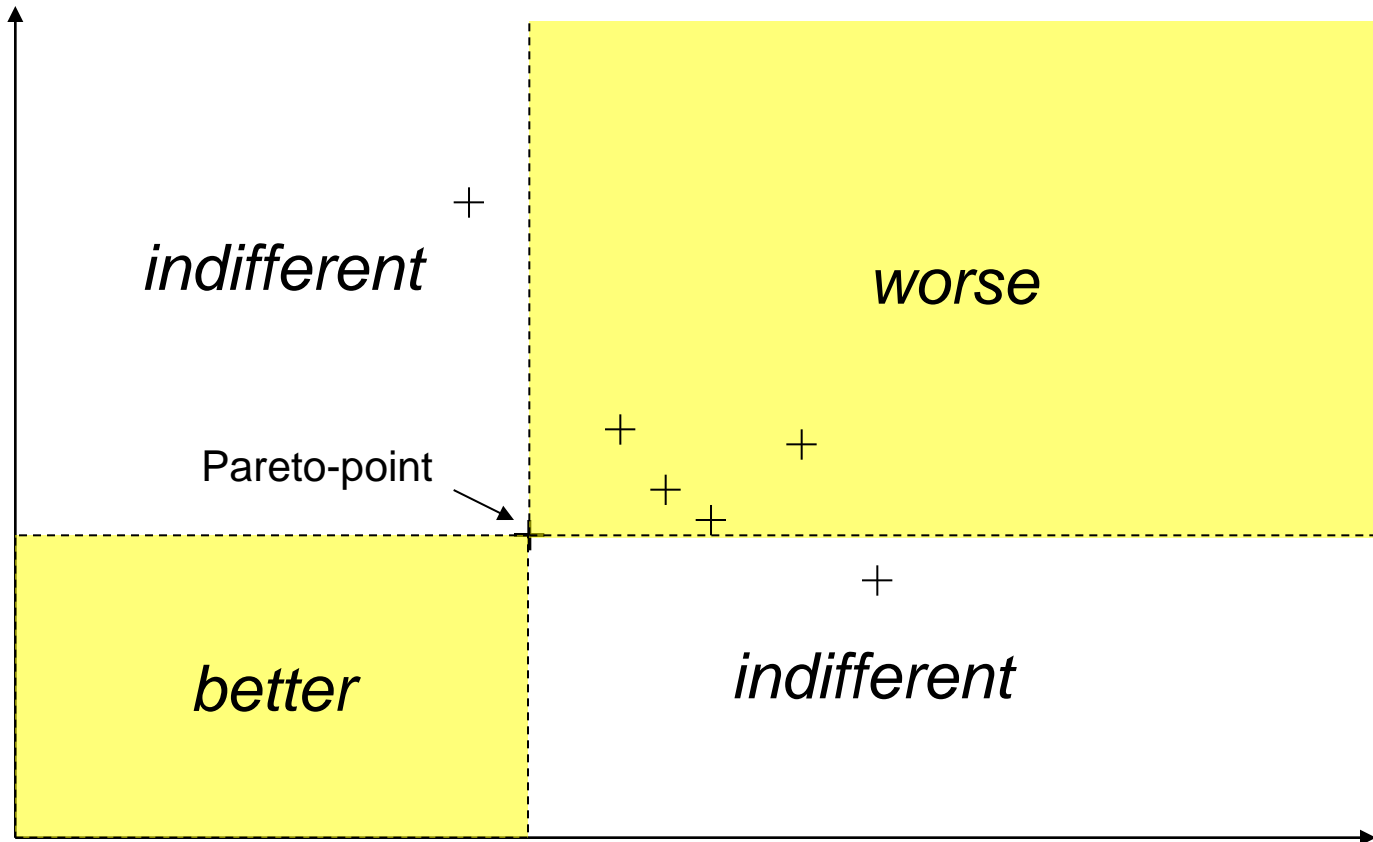 indifferent
worse
Pareto-point
better
indifferent